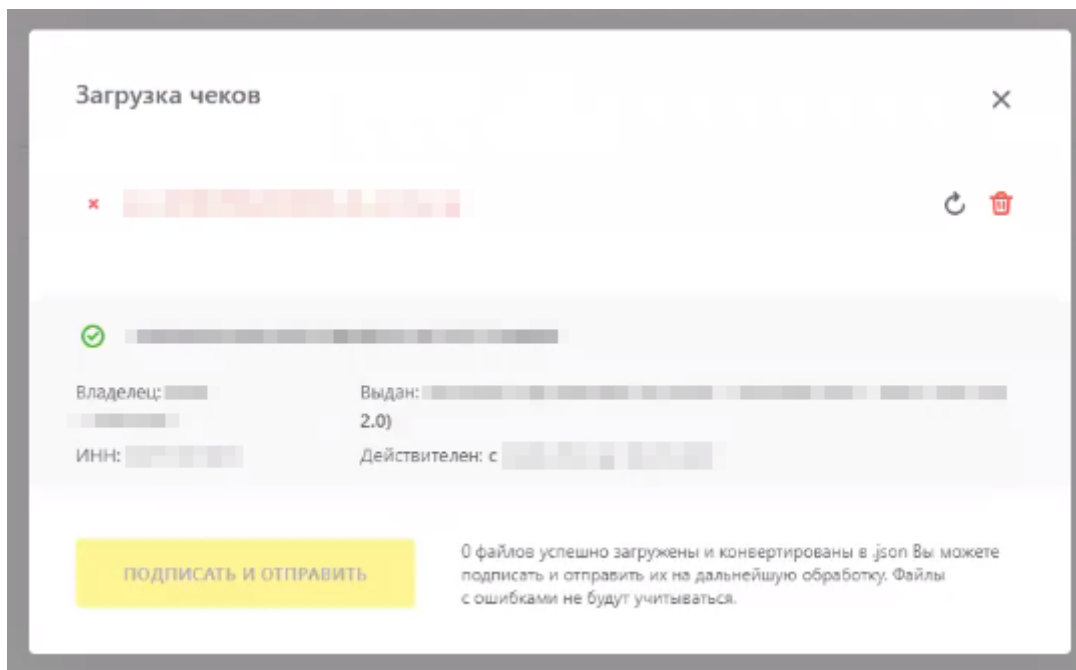 Загрузка чеков
Владелец:
Выдан:
2.0)
ИНН:
Действителен: с
ПОДПИСАТЬ И ОТПРАВИТЬ
0 файлов успешно загружены и конвертированы в .json Вы можете
подписать и отправить их на дальнейшую обработку. Файлы
с ошибками не будут учитываться.